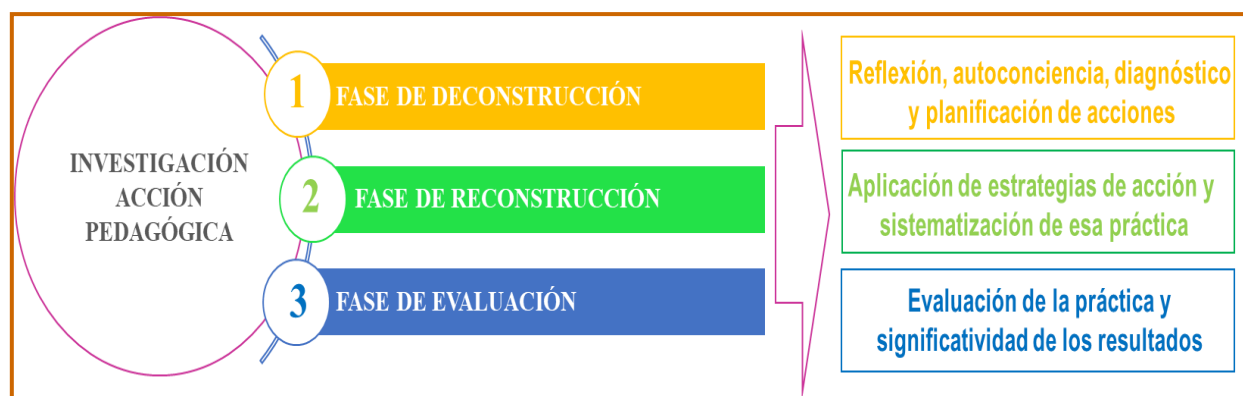 INVESTIGACIÓN
ACCIÓN
PEDAGÓGICA
1
FASE DE DECONSTRUCCIÓN
2
FASE DE RECONSTRUCCIÓN
3
FASE DE EVALUACIÓN
Reflexión, autoconciencia, diagnóstico
y planificación de acciones
Aplicación de estrategias de acción y
sistematización de esa práctica
Evaluación de la práctica y
significatividad de los resultados